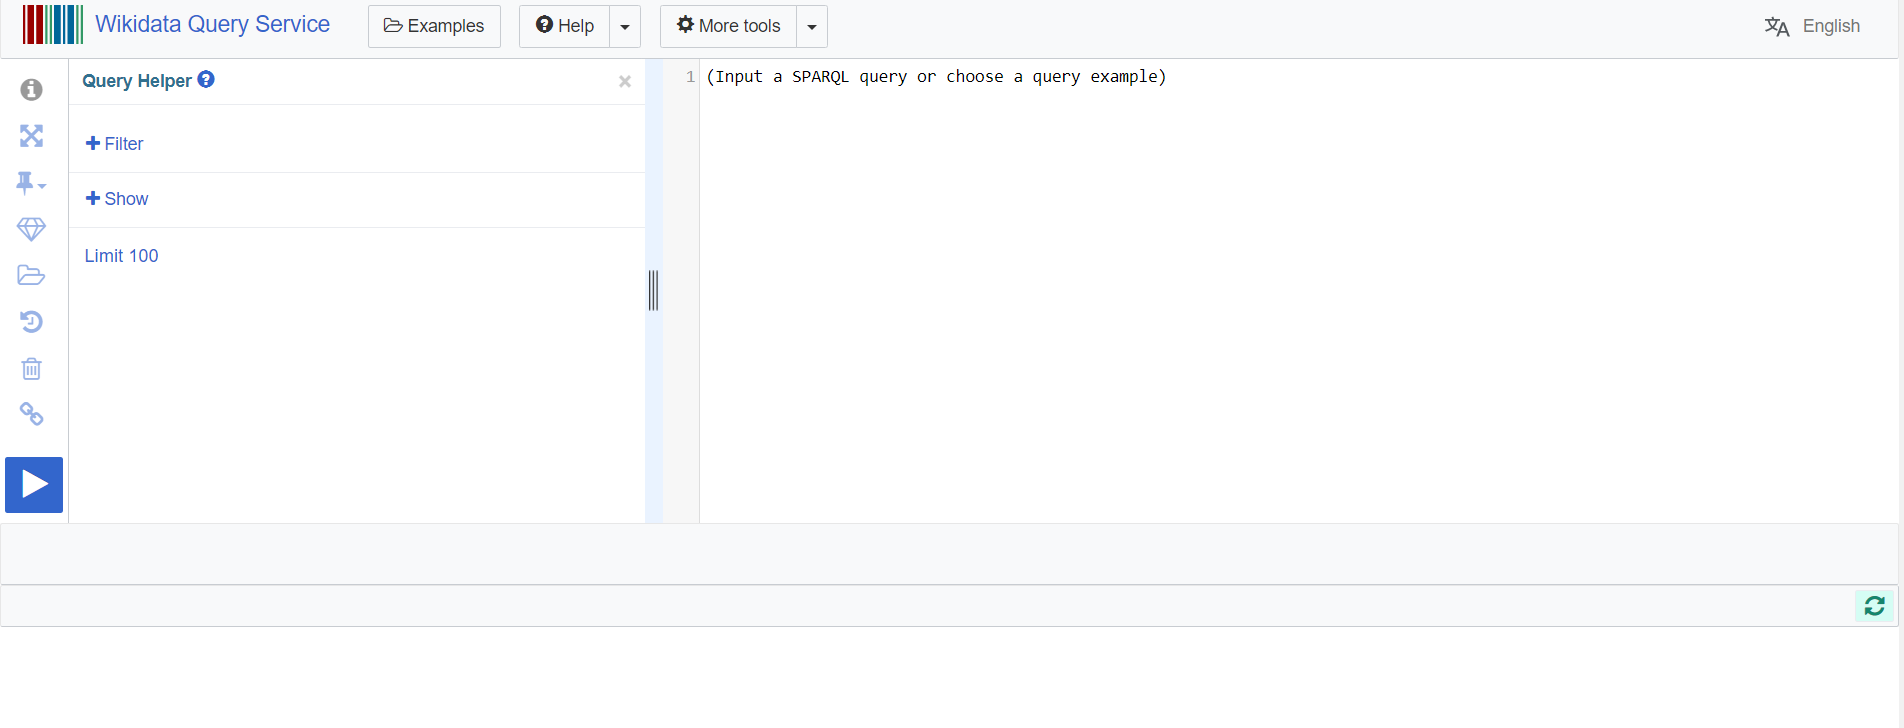 Wikidata Query Service
Examples
Help
More tools
English
Query Helper
1 (Input a SPARQL query or choose a query example)
Filter
Show
Limit 100